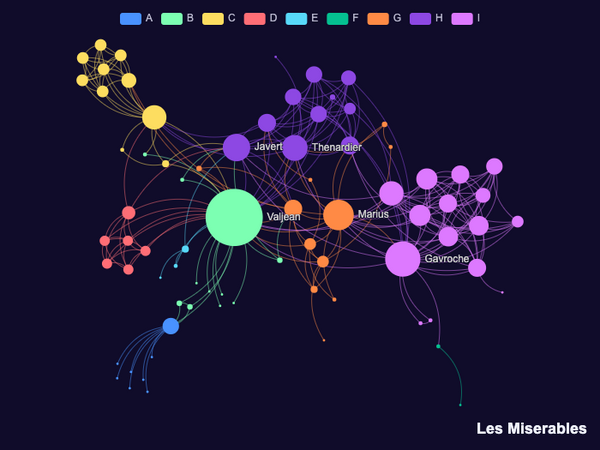 A B C D E F G H I
Javert
Thenardier
Valjean
Marius
Gavroche
Les Miserables